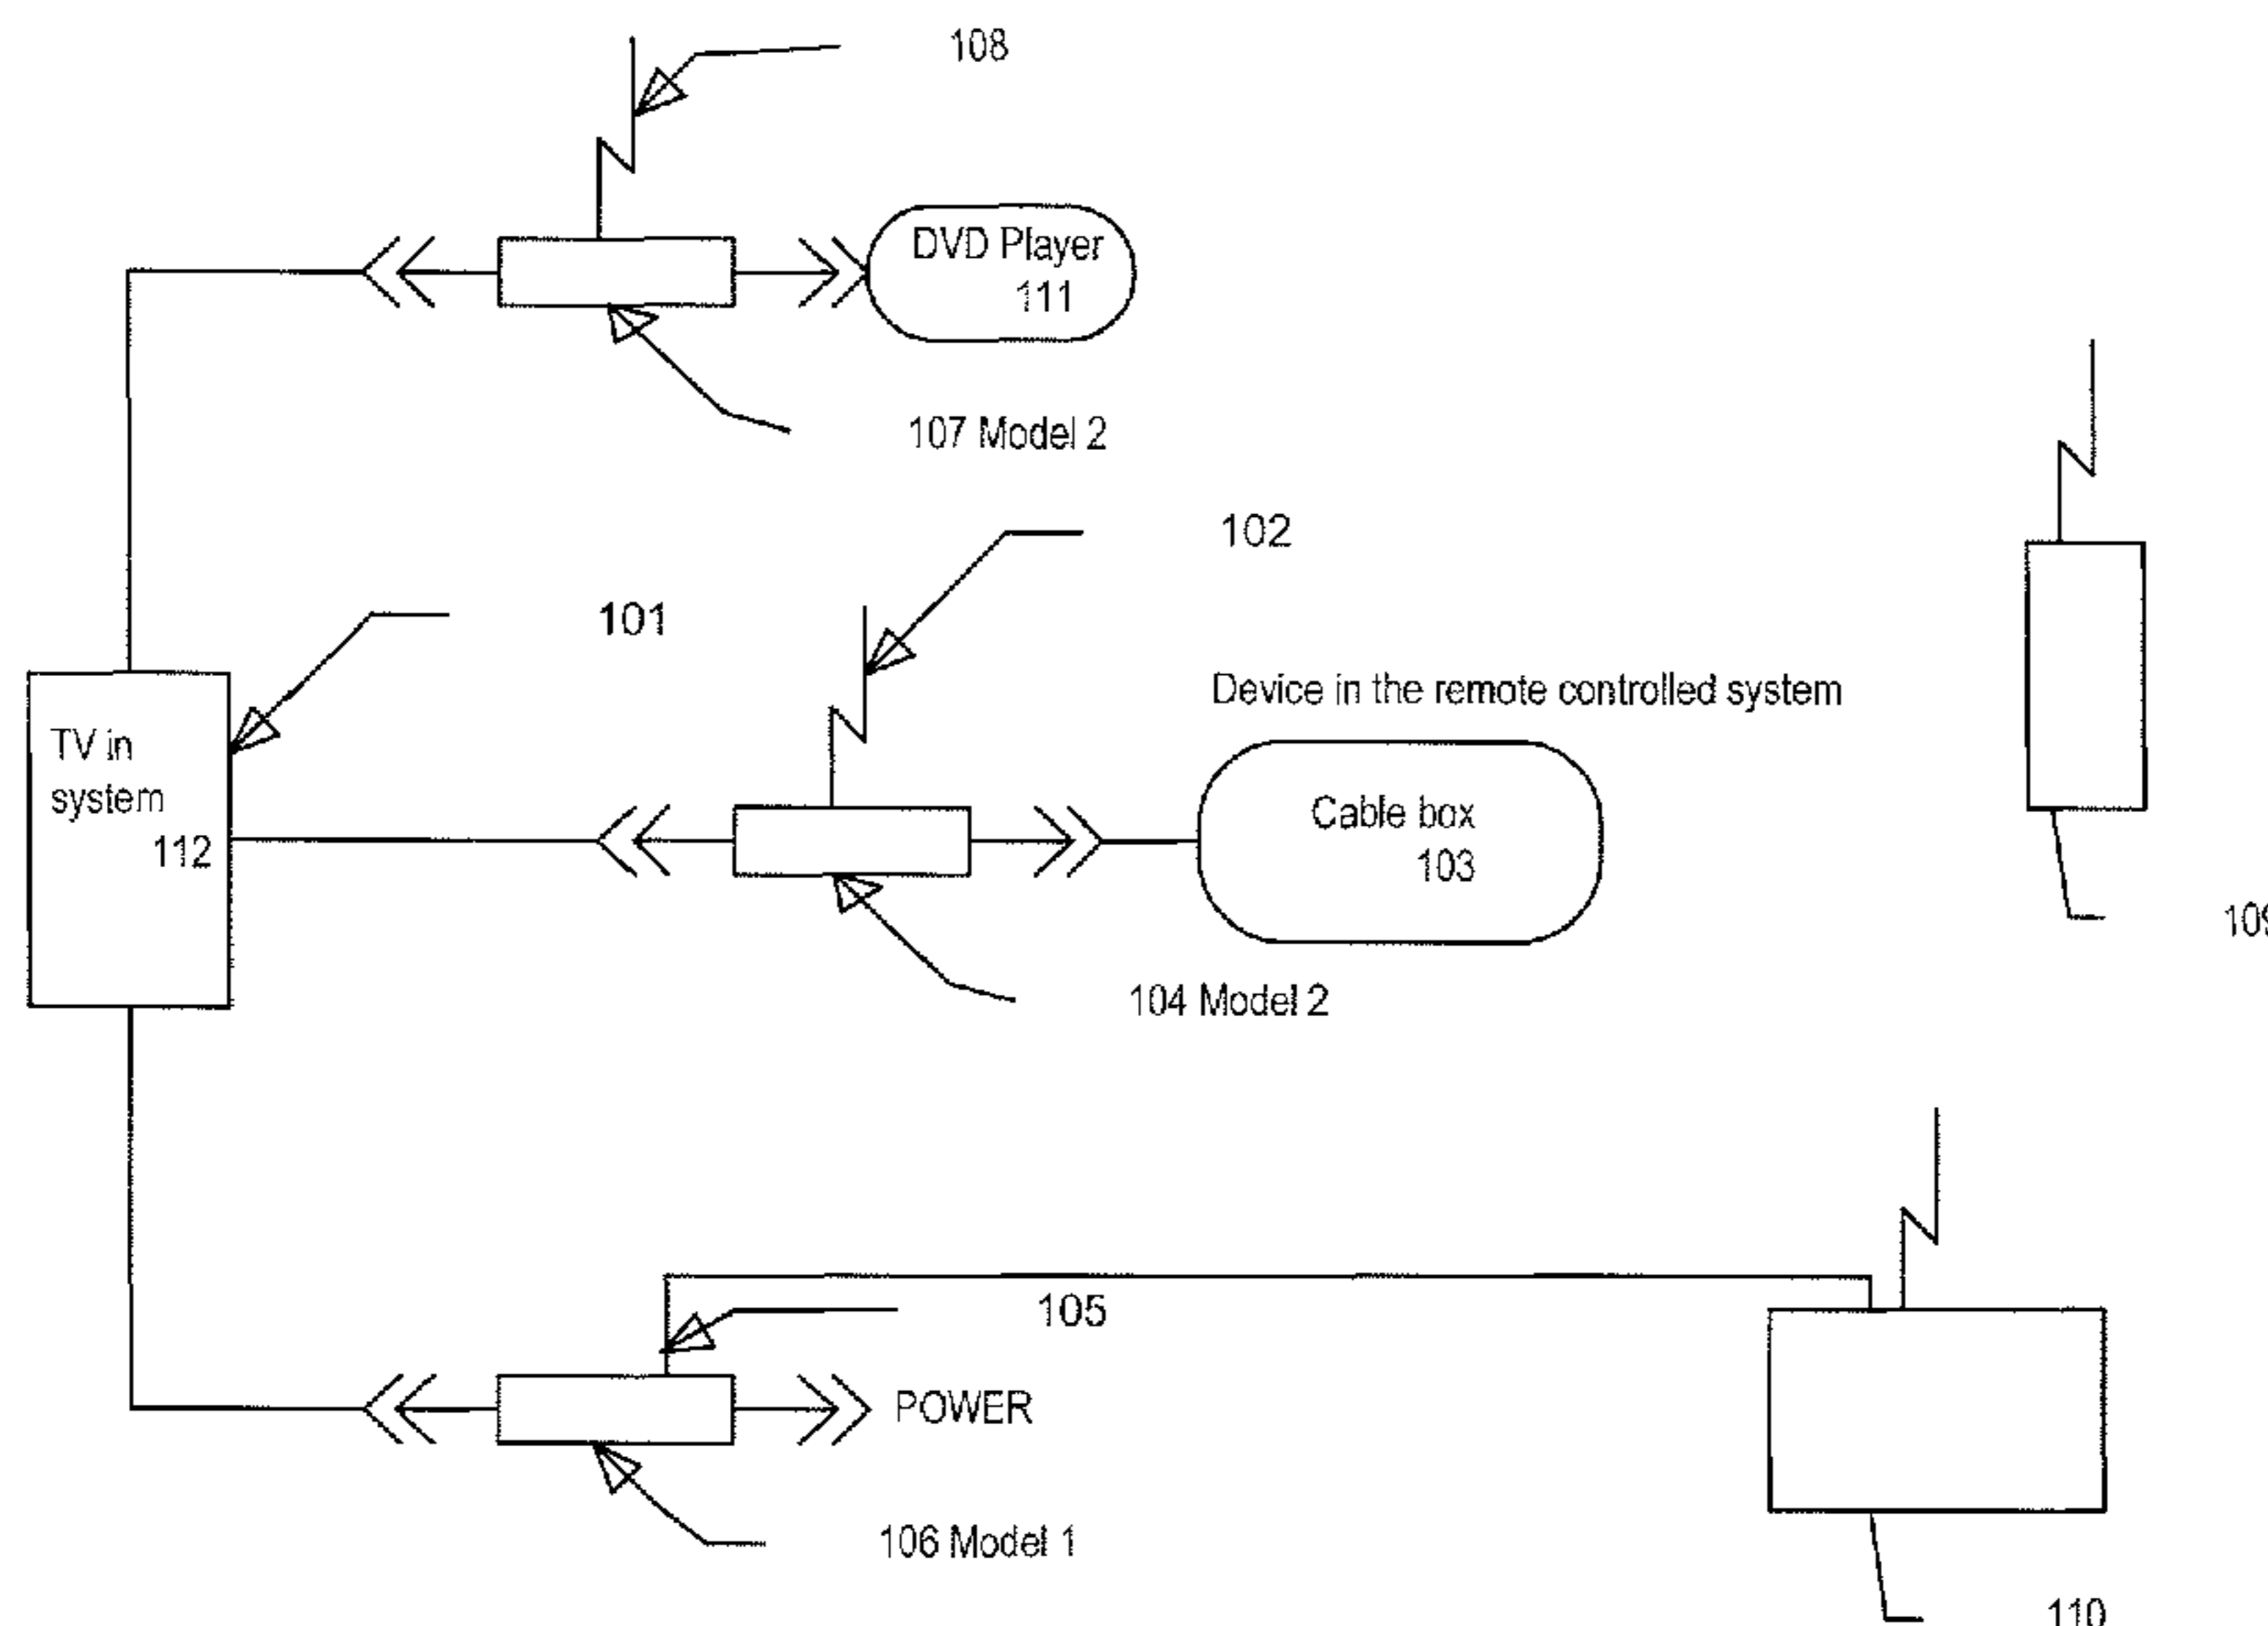 108
DVD Player
111
107 Model 2
102
101
Device in the remote controlled system
TV in
system
112
Cable box
103
109
104 Model 2
105
POWER
106 Model 1
110